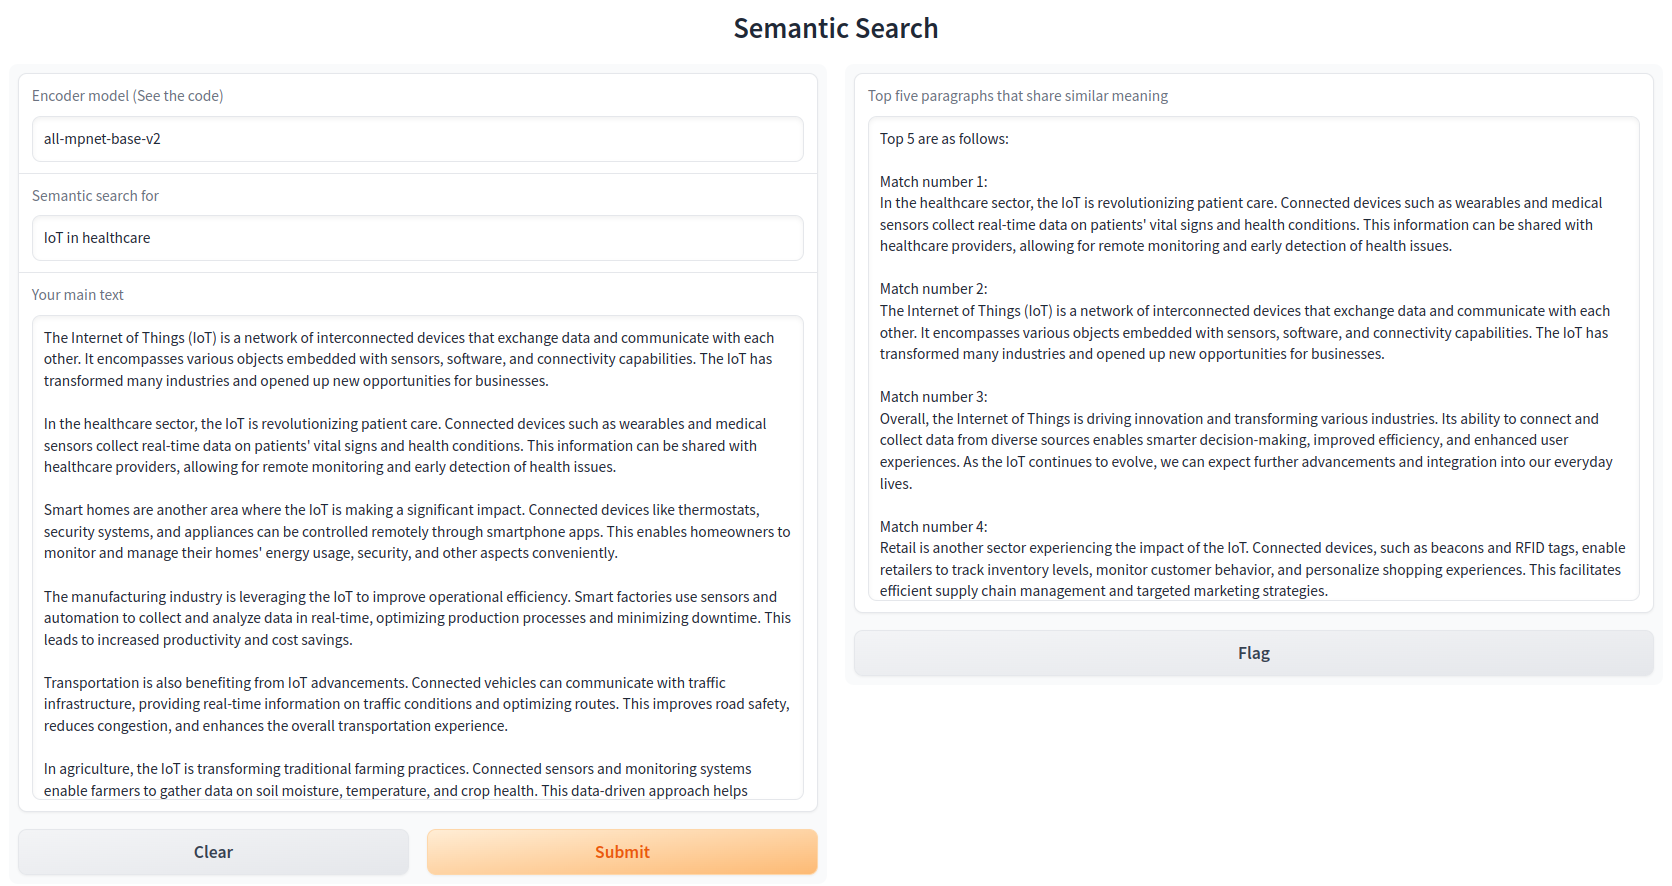 Semantic Search
Encoder model (See the code)
all-mpnet-base-v2
Semantic search for
IoT in healthcare
Your main text
The Internet of Things (IoT) is a network of interconnected devices that exchange data and communicate with each
other. It encompasses various objects embedded with sensors, software, and connectivity capabilities. The IoT has
transformed many industries and opened up new opportunities for businesses.
In the healthcare sector, the IoT is revolutionizing patient care. Connected devices such as wearables and medical
sensors collect real-time data on patients' vital signs and health conditions. This information can be shared with
healthcare providers, allowing for remote monitoring and early detection of health issues.
Smart homes are another area where the IoT is making a significant impact. Connected devices like thermostats,
security systems, and appliances can be controlled remotely through smartphone apps. This enables homeowners to
monitor and manage their homes' energy usage, security, and other aspects conveniently.
The manufacturing industry is leveraging the IoT to improve operational efficiency. Smart factories use sensors and
automation to collect and analyze data in real-time, optimizing production processes and minimizing downtime. This
leads to increased productivity and cost savings.
Transportation is also benefiting from IoT advancements. Connected vehicles can communicate with traffic
infrastructure, providing real-time information on traffic conditions and optimizing routes. This improves road safety,
reduces congestion, and enhances the overall transportation experience.
In agriculture, the IoT is transforming traditional farming practices. Connected sensors and monitoring systems
enable farmers to gather data on soil moisture, temperature, and crop health. This data-driven approach helps
Clear
Submit
Top five paragraphs that share similar meaning
Top 5 are as follows:
Match number 1:
In the healthcare sector, the IoT is revolutionizing patient care. Connected devices such as wearables and medical
sensors collect real-time data on patients' vital signs and health conditions. This information can be shared with
healthcare providers, allowing for remote monitoring and early detection of health issues.
Match number 2:
The Internet of Things (IoT) is a network of interconnected devices that exchange data and communicate with each
other. It encompasses various objects embedded with sensors, software, and connectivity capabilities. The IoT has
transformed many industries and opened up new opportunities for businesses.
Match number 3:
Overall, the Internet of Things is driving innovation and transforming various industries. Its ability to connect and
collect data from diverse sources enables smarter decision-making, improved efficiency, and enhanced user
experiences. As the IoT continues to evolve, we can expect further advancements and integration into our everyday
lives.
Match number 4:
Retail is another sector experiencing the impact of the IoT. Connected devices, such as beacons and RFID tags, enable
retailers to track inventory levels, monitor customer behavior, and personalize shopping experiences. This facilitates
efficient supply chain management and targeted marketing strategies.
Flag